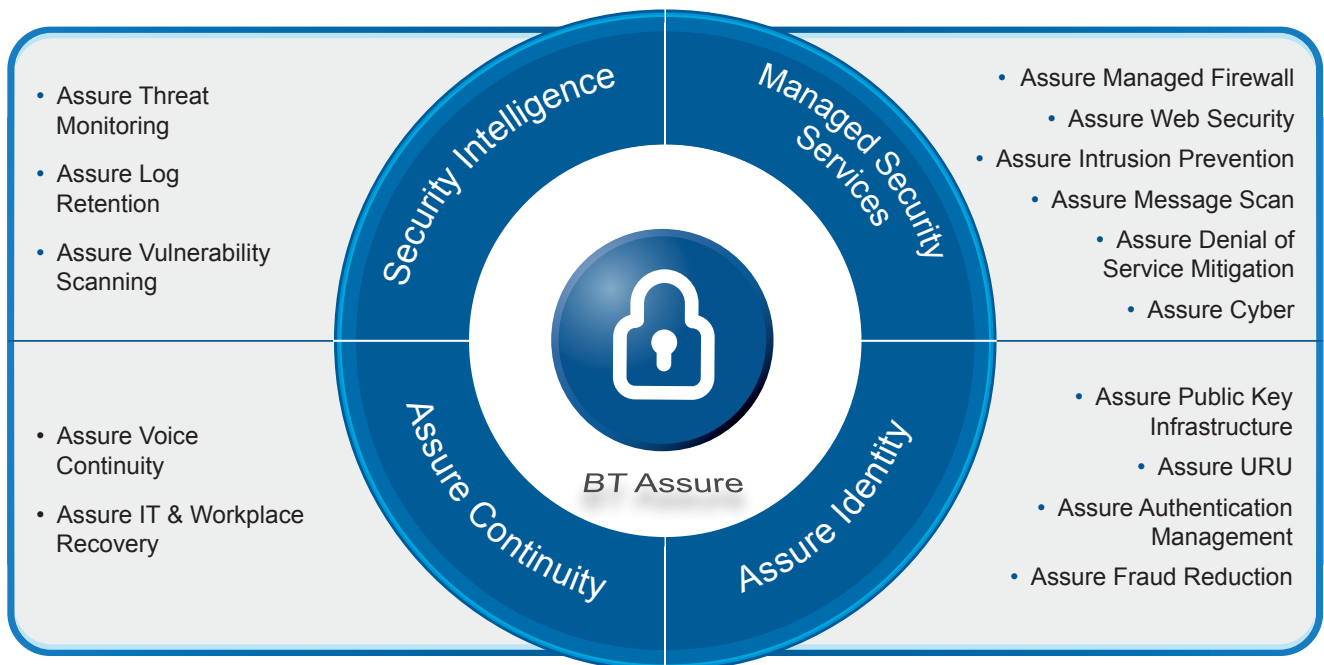 Security Intelligence
• Assure Threat
Monitoring
• Assure Log
Retention
• Assure Vulnerability
Scanning
Managed Security
Services
• Assure Managed Firewall
• Assure Web Security
• Assure Intrusion Prevention
• Assure Message Scan
• Assure Denial of
Service Mitigation
• Assure Cyber
BT Assure
Assure Continuity
• Assure Voice
Continuity
• Assure IT & Workplace
Recovery
Assure Identity
• Assure Public Key
Infrastructure
• Assure URU
• Assure Authentication
Management
• Assure Fraud Reduction